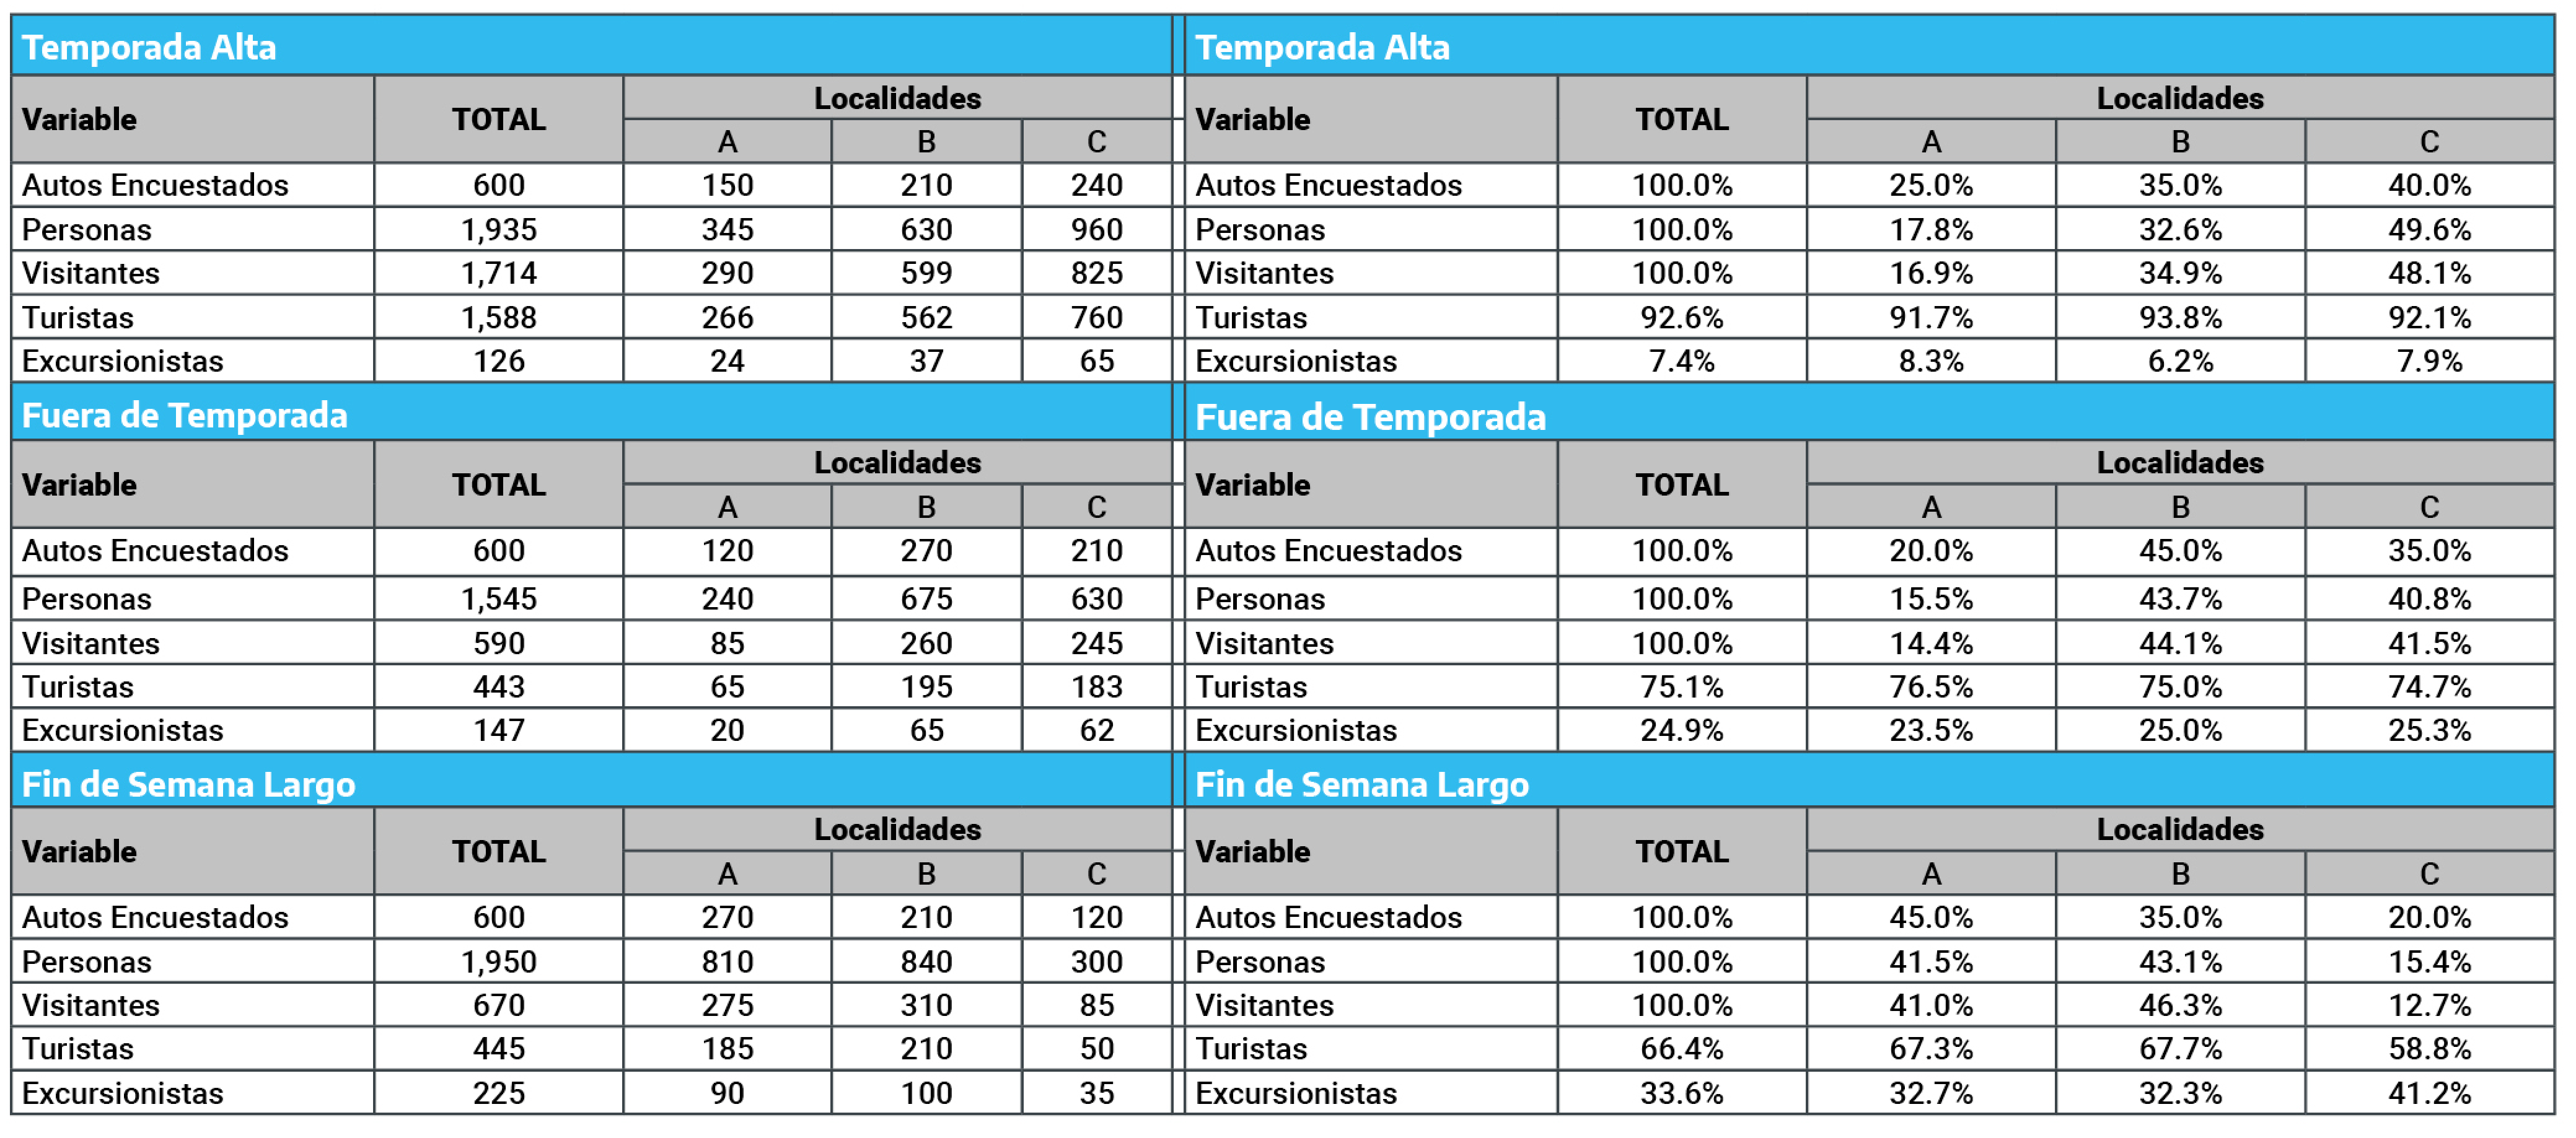 Temporada Alta Temporada Alta
Variable TOTAL Localidades Variable TOTAL Localidades
A B C A B C
Autos Encuestados 600 150 210 240 Autos Encuestados 100.0% 25.0% 35.0% 40.0%
Personas 1,935 345 630 960 Personas 100.0% 17.8% 32.6% 49.6%
Visitantes 1,714 290 599 825 Visitantes 100.0% 16.9% 34.9% 48.1%
Turistas 1,588 266 562 760 Turistas 92.6% 91.7% 93.8% 92.1%
Excursionistas 126 24 37 65 Excursionistas 7.4% 8.3% 6.2% 7.9%
Fuera de Temporada Fuera de Temporada
Variable TOTAL Localidades Variable TOTAL Localidades
A B C A B C
Autos Encuestados 600 120 270 210 Autos Encuestados 100.0% 20.0% 45.0% 35.0%
Personas 1,545 240 675 630 Personas 100.0% 15.5% 43.7% 40.8%
Visitantes 590 85 260 245 Visitantes 100.0% 14.4% 44.1% 41.5%
Turistas 443 65 195 183 Turistas 75.1% 76.5% 75.0% 74.7%
Excursionistas 147 20 65 62 Excursionistas 24.9% 23.5% 25.0% 25.3%
Fin de Semana Largo Fin de Semana Largo
Variable TOTAL Localidades Variable TOTAL Localidades
A B C A B C
Autos Encuestados 600 270 210 120 Autos Encuestados 100.0% 45.0% 35.0% 20.0%
Personas 1,950 810 840 300 Personas 100.0% 41.5% 43.1% 15.4%
Visitantes 670 275 310 85 Visitantes 100.0% 41.0% 46.3% 12.7%
Turistas 445 185 210 50 Turistas 66.4% 67.3% 67.7% 58.8%
Excursionistas 225 90 100 35 Excursionistas 33.6% 32.7% 32.3% 41.2%